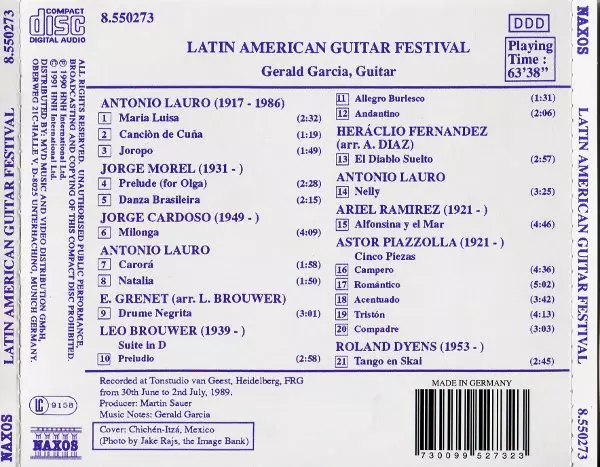 COMPACT
disc
DIGITAL AUDIO
8.550273
DDD
LATIN AMERICAN GUITAR FESTIVAL
Gerald Garcia, Guitar
Playing
Time :
63'38"
ANTONIO LAURO (1917 - 1986)
1 Maria Luisa (2:32)
2 Canciòn de Cuña (1:19)
3 Joropo (1:49)
JORGE MOREL (1931 - )
4 Prelude (for Olga) (2:28)
5 Danza Brasileira (2:15)
JORGE CARDOSO (1949 - )
6 Milonga (4:09)
ANTONIO LAURO
7 Carorá (1:58)
8 Natalia (1:50)
E. GRENET (arr. L. BROUWER)
9 Drume Negrita (3:01)
LEO BROUWER (1939 - )
Suite in D
10 Preludio (2:58)
11 Allegro Burlesco (1:31)
12 Andantino (2:06)
HERÁCLIO FERNANDEZ
(arr. A. DIAZ)
13 El Diablo Suelto (2:57)
ANTONIO LAURO
14 Nelly (3:25)
ARIEL RAMIREZ (1921 - )
15 Alfonsina y el Mar (4:46)
ASTOR PIAZZOLLA (1921 - )
Cinco Piezas
16 Campero (4:36)
17 Romántico (5:02)
18 Acentuado (3:42)
19 Tristón (4:13)
20 Compadre (3:03)
ROLAND DYENS (1953 - )
21 Tango en Skai (2:45)
Recorded at Tonstudio van Geest, Heidelberg, FRG
from 30th June to 2nd July, 1989.
Producer: Martin Sauer
Music Notes: Gerald Garcia
Cover: Chichén-Itzá, Mexico
(Photo by Jake Rajs, the Image Bank)
MADE IN GERMANY
7 30099 52732 3
ALL RIGHTS RESERVED. UNAUTHORISED PUBLIC PERFORMANCE,
BROADCASTING AND COPYING OF THIS COMPACT DISC PROHIBITED.
℗ 1990 HNH International Ltd.
© 1991 HNH International Ltd.
DISTRIBUTED BY: MVD MUSIC AND VIDEO DISTRIBUTION GMbH,
OBERWEG 21C-HALLE V, D-8025 UNTERHACHING, MUNICH GERMANY.
LC 9158
NAXOS
8.550273
LATIN AMERICAN GUITAR FESTIVAL
NAXOS
NAXOS
LATIN AMERICAN GUITAR FESTIVAL
8.550273